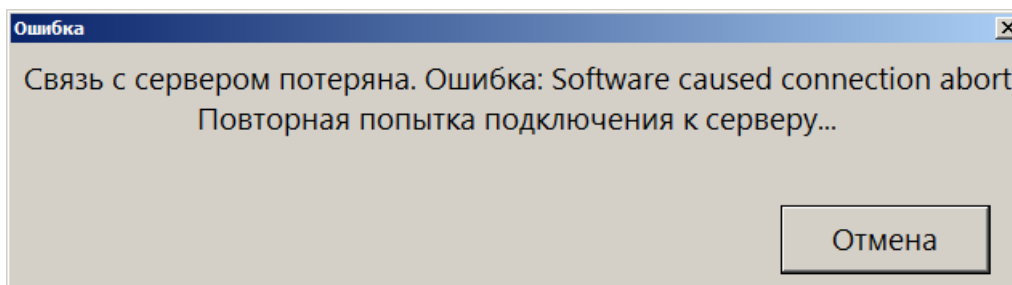 Ошибка
Связь с сервером потеряна. Ошибка: Software caused connection abort
Повторная попытка подключения к серверу...
Отмена